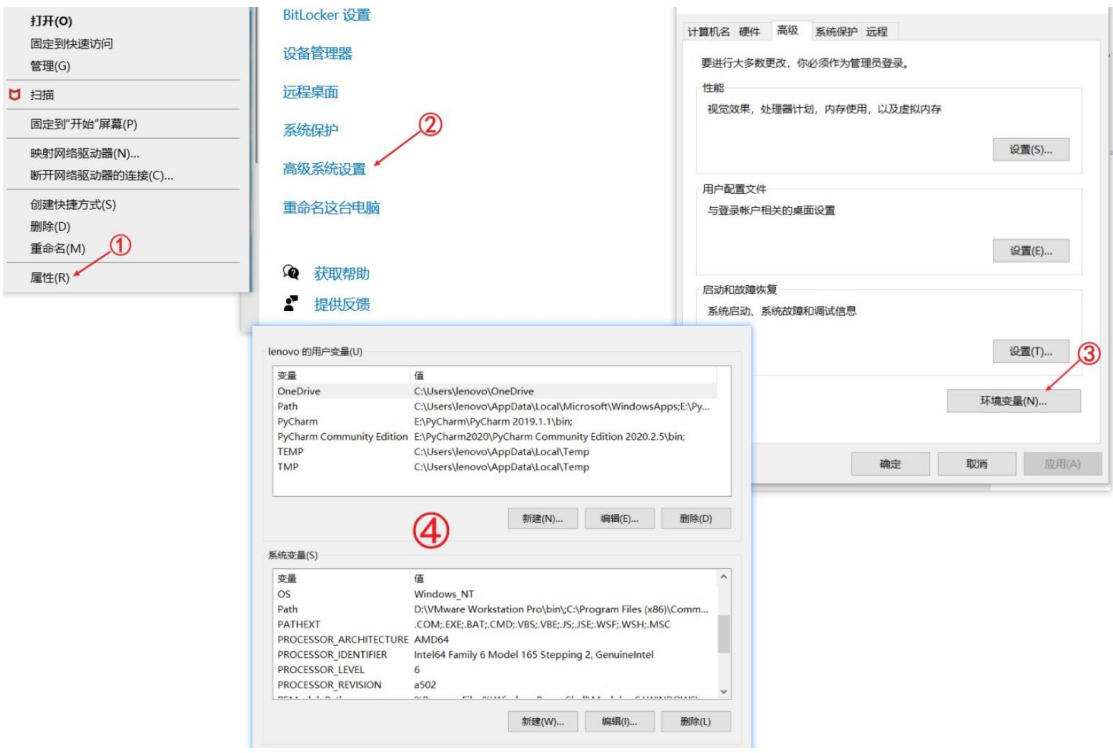 打开(O)
固定到快速访问
管理(G)
扫描
固定到"开始"屏幕(P)
映射网络驱动器(N)...
断开网络驱动器的连接(C)...
创建快捷方式(S)
删除(D)
重命名(M)
①
属性(R)
BitLocker 设置
设备管理器
远程桌面
系统保护
②
高级系统设置
重命名这台电脑
获取帮助
提供反馈
计算机名 硬件 高级 系统保护 远程
要进行大多数更改，你必须作为管理员登录。
性能
视觉效果，处理器计划，内存使用，以及虚拟内存
设置(S)...
用户配置文件
与登录帐户相关的桌面设置
设置(E)...
启动和故障恢复
系统启动、系统故障和调试信息
设置(T)...
③
环境变量(N)...
确定 取消 应用(A)
lenovo 的用户变量(U)
变量 值
OneDrive C:\Users\lenovo\OneDrive
Path C:\Users\lenovo\AppData\Local\Microsoft\WindowsApps;E:\Py...
PyCharm E:\PyCharm\PyCharm 2019.1.1\bin;
PyCharm Community Edition E:\PyCharm2020\PyCharm Community Edition 2020.2.5\bin;
TEMP C:\Users\lenovo\AppData\Local\Temp
TMP C:\Users\lenovo\AppData\Local\Temp
新建(N)... 编辑(E)... 删除(D)
④
系统变量(S)
变量 值
OS Windows_NT
Path D:\VMware Workstation Pro\bin\;C:\Program Files (x86)\Comm...
PATHEXT .COM;.EXE;.BAT;.CMD;.VBS;.VBE;.JS;.JSE;.WSF;.WSH;.MSC
PROCESSOR_ARCHITECTURE AMD64
PROCESSOR_IDENTIFIER Intel64 Family 6 Model 165 Stepping 2, GenuineIntel
PROCESSOR_LEVEL 6
PROCESSOR_REVISION a502
新建(W)... 编辑(I)... 删除(L)